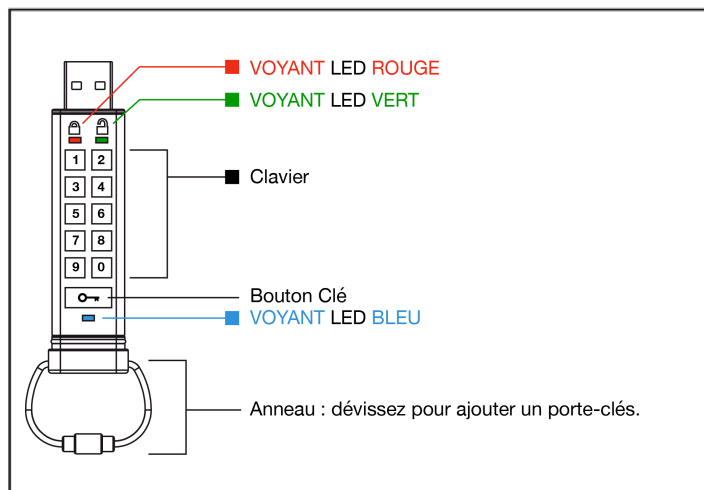 VOYANT LED ROUGE
VOYANT LED VERT
1 2
3 4
Clavier
5 6
7 8
9 0
Bouton Clé
VOYANT LED BLEU
Anneau : dévissez pour ajouter un porte-clés.